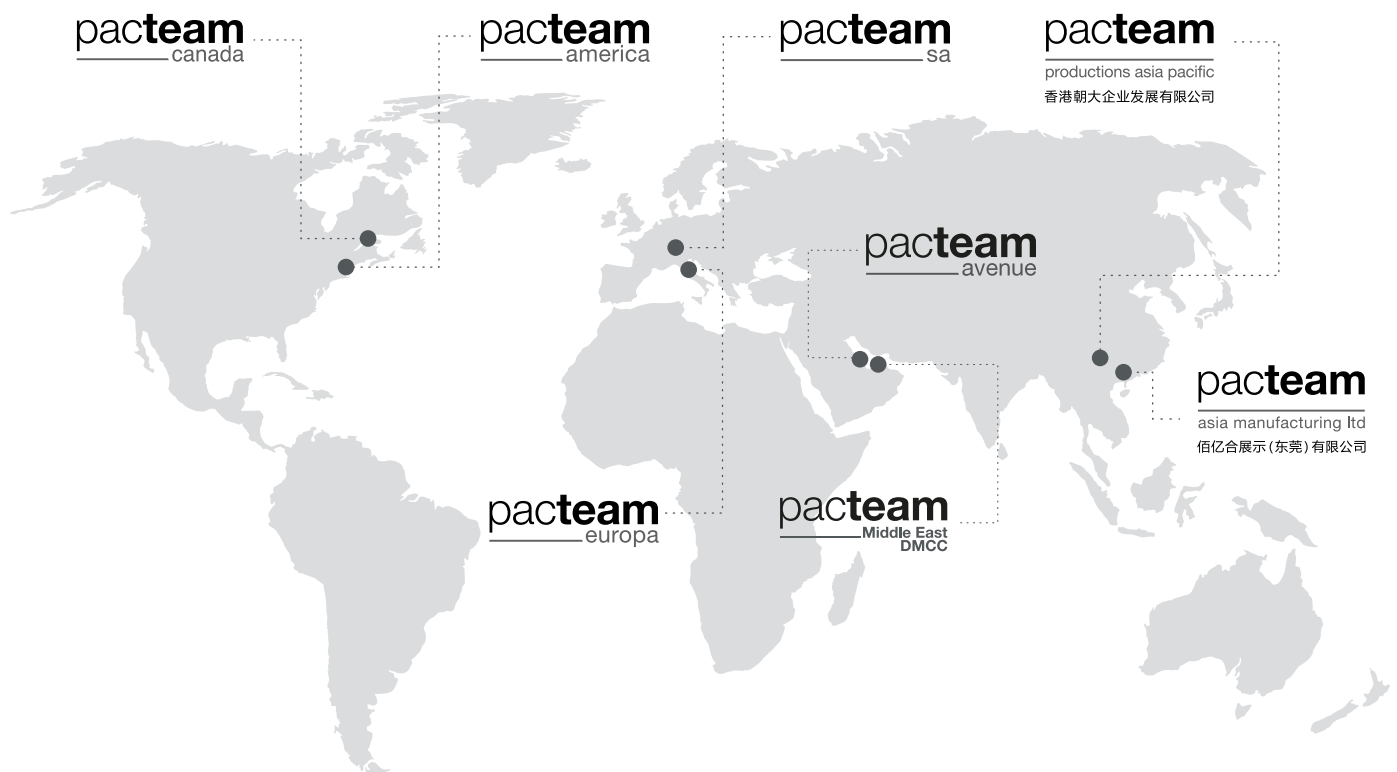 pacteam
canada
pacteam
america
pacteam
sa
pacteam
productions asia pacific
香港朝大企业发展有限公司
pacteam
avenue
pacteam
asia manufacturing ltd
佰亿合展示(东莞)有限公司
pacteam
europa
pacteam
Middle East
DMCC